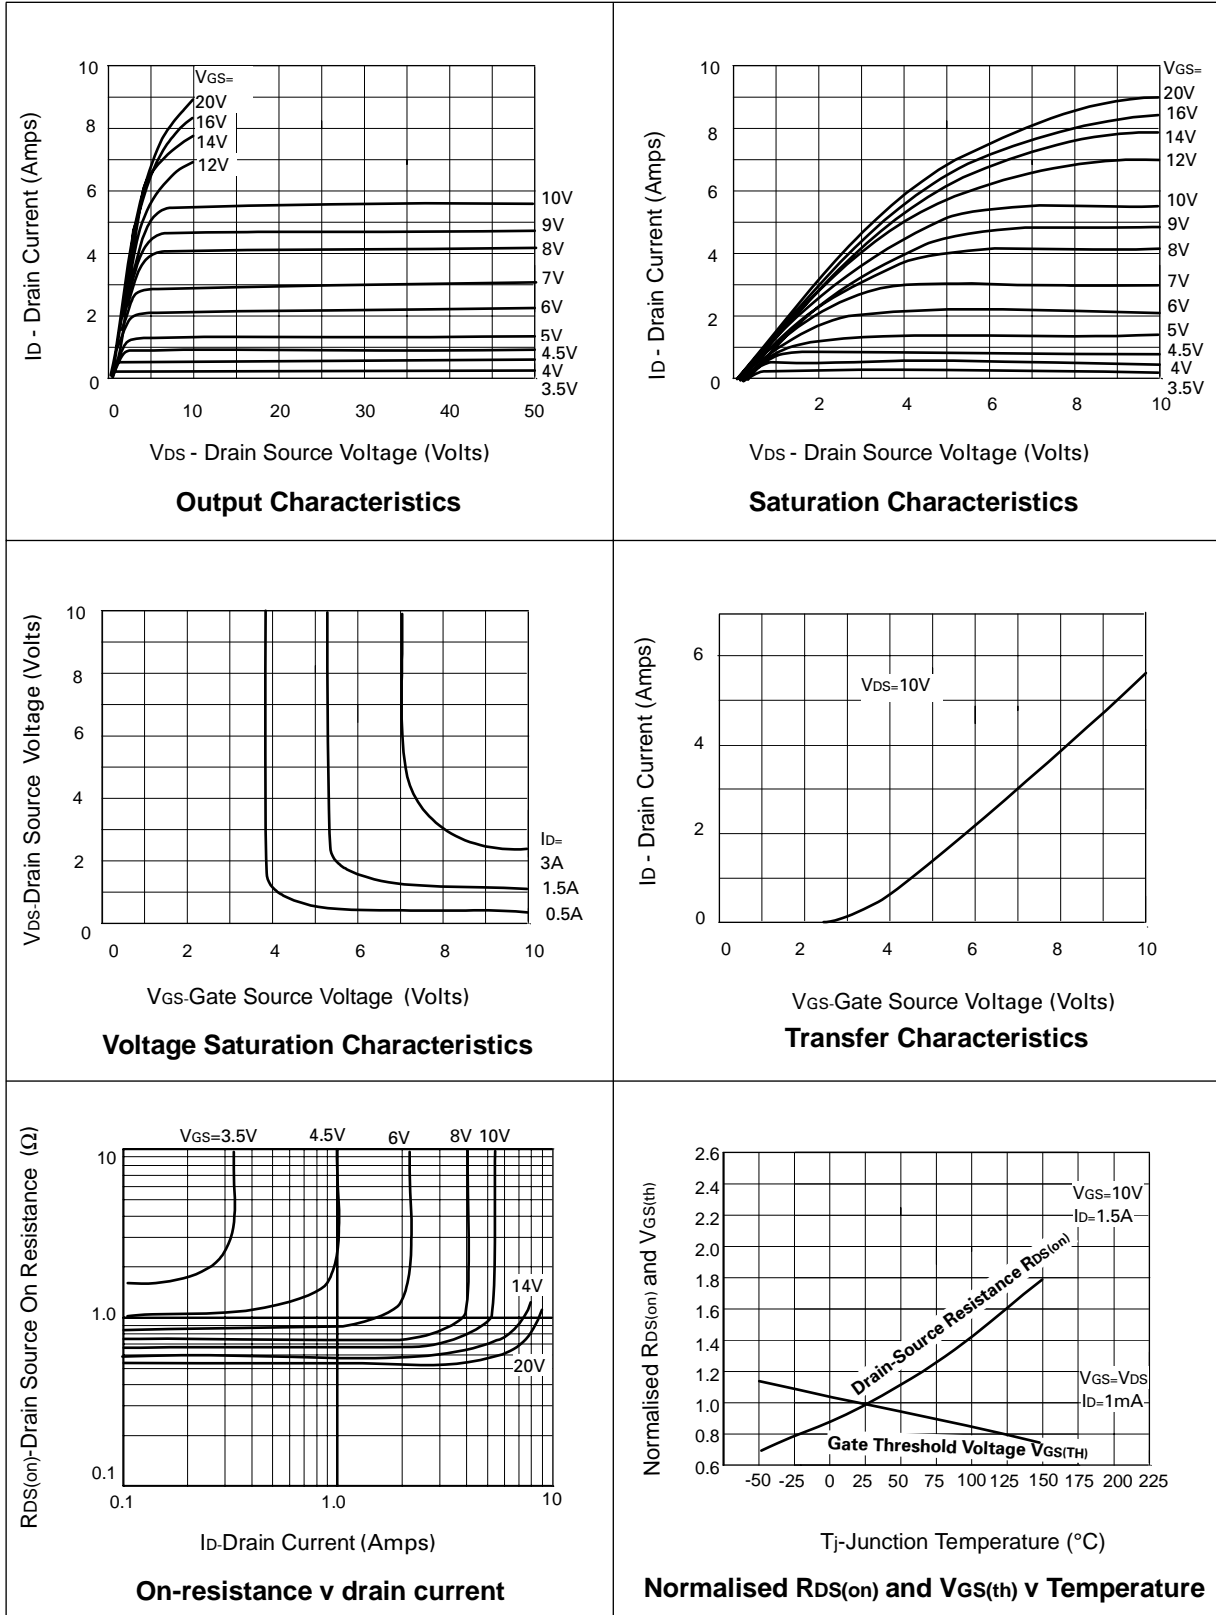 10
8
6
4
2
0
ID - Drain Current (Amps)
VGS=
20V
16V
14V
12V
10V
9V
8V
7V
6V
5V
4.5V
4V
3.5V
0 10 20 30 40 50
VDS - Drain Source Voltage (Volts)
Output Characteristics
10
8
6
4
2
0
ID - Drain Current (Amps)
VGS=
20V
16V
14V
12V
10V
9V
8V
7V
6V
5V
4.5V
4V
3.5V
2 4 6 8 10
VDS - Drain Source Voltage (Volts)
Saturation Characteristics
10
8
6
4
2
0
VDS-Drain Source Voltage (Volts)
ID=
3A
1.5A
0.5A
0 2 4 6 8 10
VGS-Gate Source Voltage (Volts)
Voltage Saturation Characteristics
6
4
2
0
ID - Drain Current (Amps)
VDS=10V
0 2 4 6 8 10
VGS-Gate Source Voltage (Volts)
Transfer Characteristics
RDS(on)-Drain Source On Resistance (Ω)
VGS=3.5V 4.5V 6V 8V 10V
10
1.0
0.1
14V
20V
0.1 1.0 10
ID-Drain Current (Amps)
On-resistance v drain current
Normalised RDS(on) and VGS(th)
2.6
2.4
2.2
2.0
1.8
1.6
1.4
1.2
1.0
0.8
0.6
VGS=10V
ID=1.5A
Drain-Source Resistance RDS(on)
VGS=VDS
ID=1mA
Gate Threshold Voltage VGS(TH)
-50 -25 0 25 50 75 100 125 150 175 200 225
Tj-Junction Temperature (°C)
Normalised RDS(on) and VGS(th) v Temperature